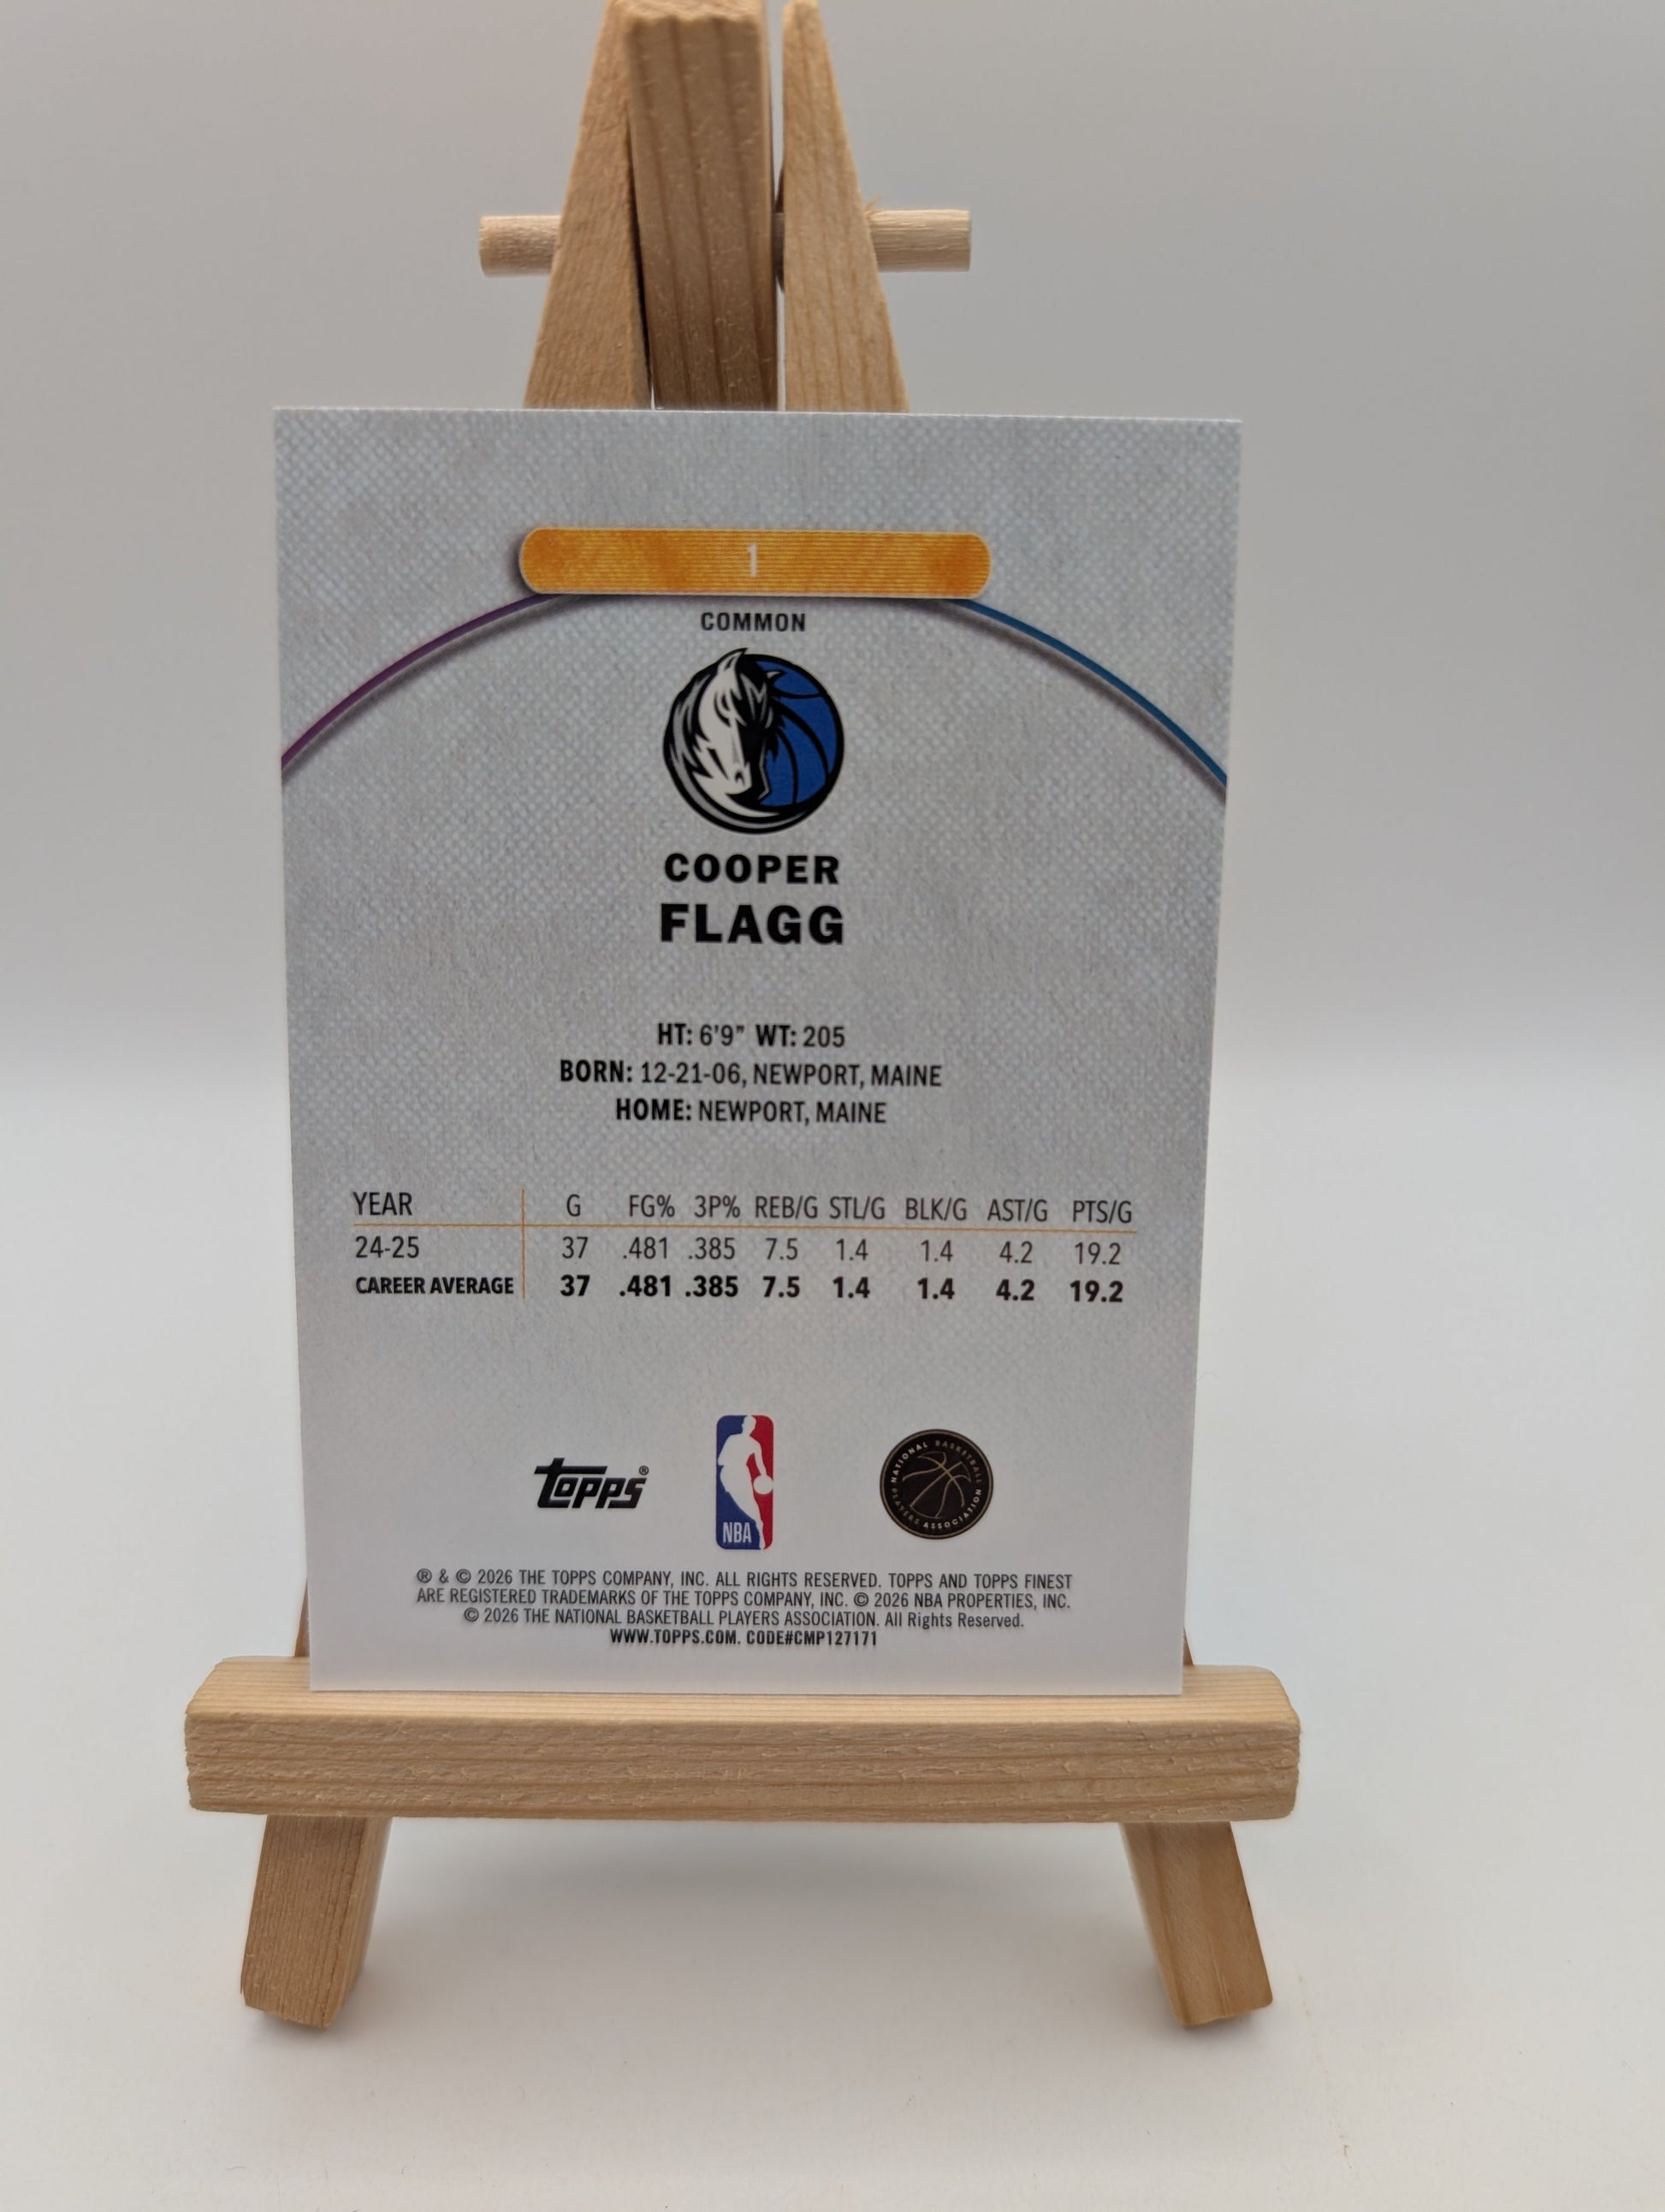 1
COMMON
COOPER
FLAGG
HT: 6'9" WT: 205
BORN: 12-21-06, NEWPORT, MAINE
HOME: NEWPORT, MAINE
YEAR G FG% 3P% REB/G STL/G BLK/G AST/G PTS/G
24-25 37 .481 .385 7.5 1.4 1.4 4.2 19.2
CAREER AVERAGE 37 .481 .385 7.5 1.4 1.4 4.2 19.2
Topps®
NBA
NATIONAL BASKETBALL PLAYERS ASSOCIATION
® & © 2026 THE TOPPS COMPANY, INC. ALL RIGHTS RESERVED. TOPPS AND TOPPS FINEST
ARE REGISTERED TRADEMARKS OF THE TOPPS COMPANY, INC. © 2026 NBA PROPERTIES, INC.
© 2026 THE NATIONAL BASKETBALL PLAYERS ASSOCIATION. All Rights Reserved.
WWW.TOPPS.COM. CODE#CMP127171